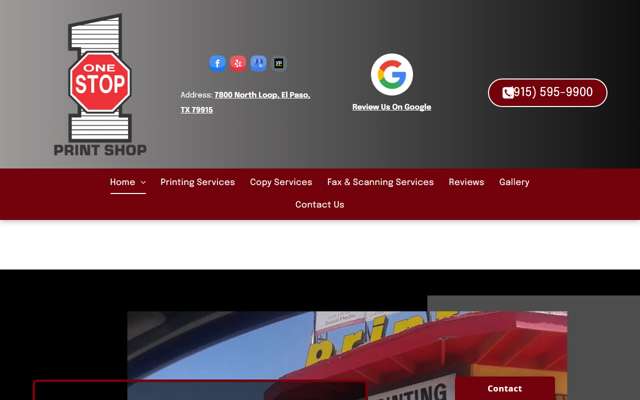 ONE
STOP
PRINT SHOP
Address: 7800 North Loop, El Paso,
TX 79915
Review Us On Google
915) 595-9900
Home
Printing Services
Copy Services
Fax & Scanning Services
Reviews
Gallery
Contact Us
Contact